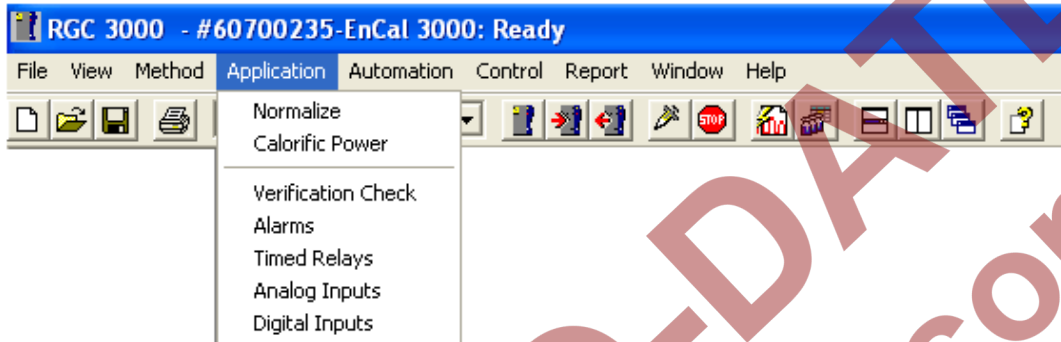 RGC 3000 - #60700235-EnCal 3000: Ready
File View Method Application Automation Control Report Window Help
STOP
Normalize
Calorific Power
Verification Check
Alarms
Timed Relays
Analog Inputs
Digital Inputs